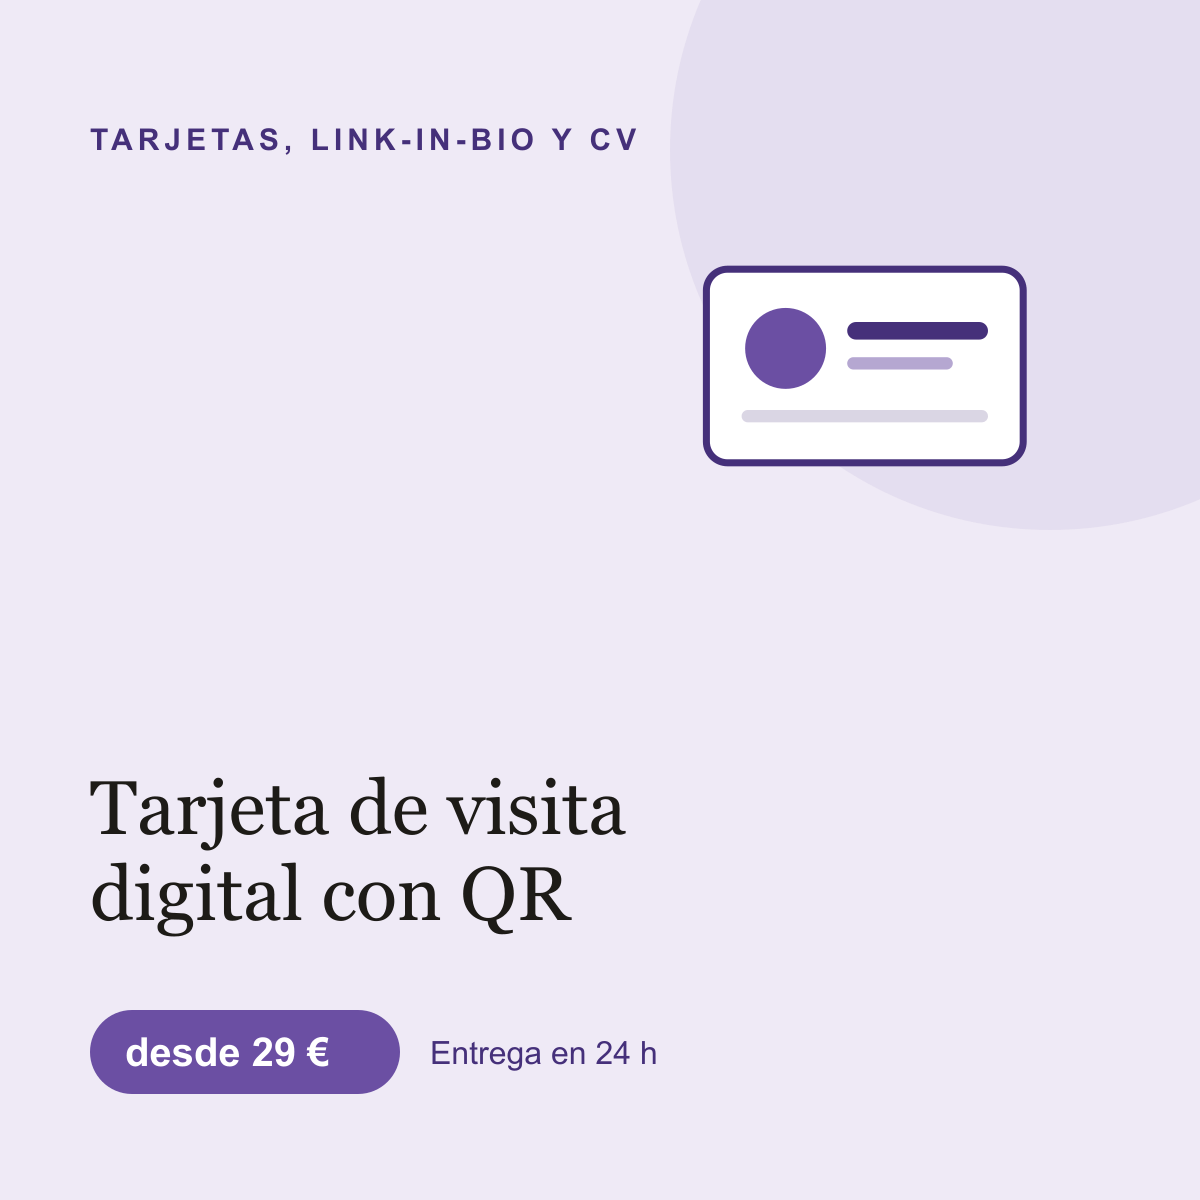 TARJETAS, LINK-IN-BIO Y CV
Tarjeta de visita
digital con QR
desde 29 €
Entrega en 24 h